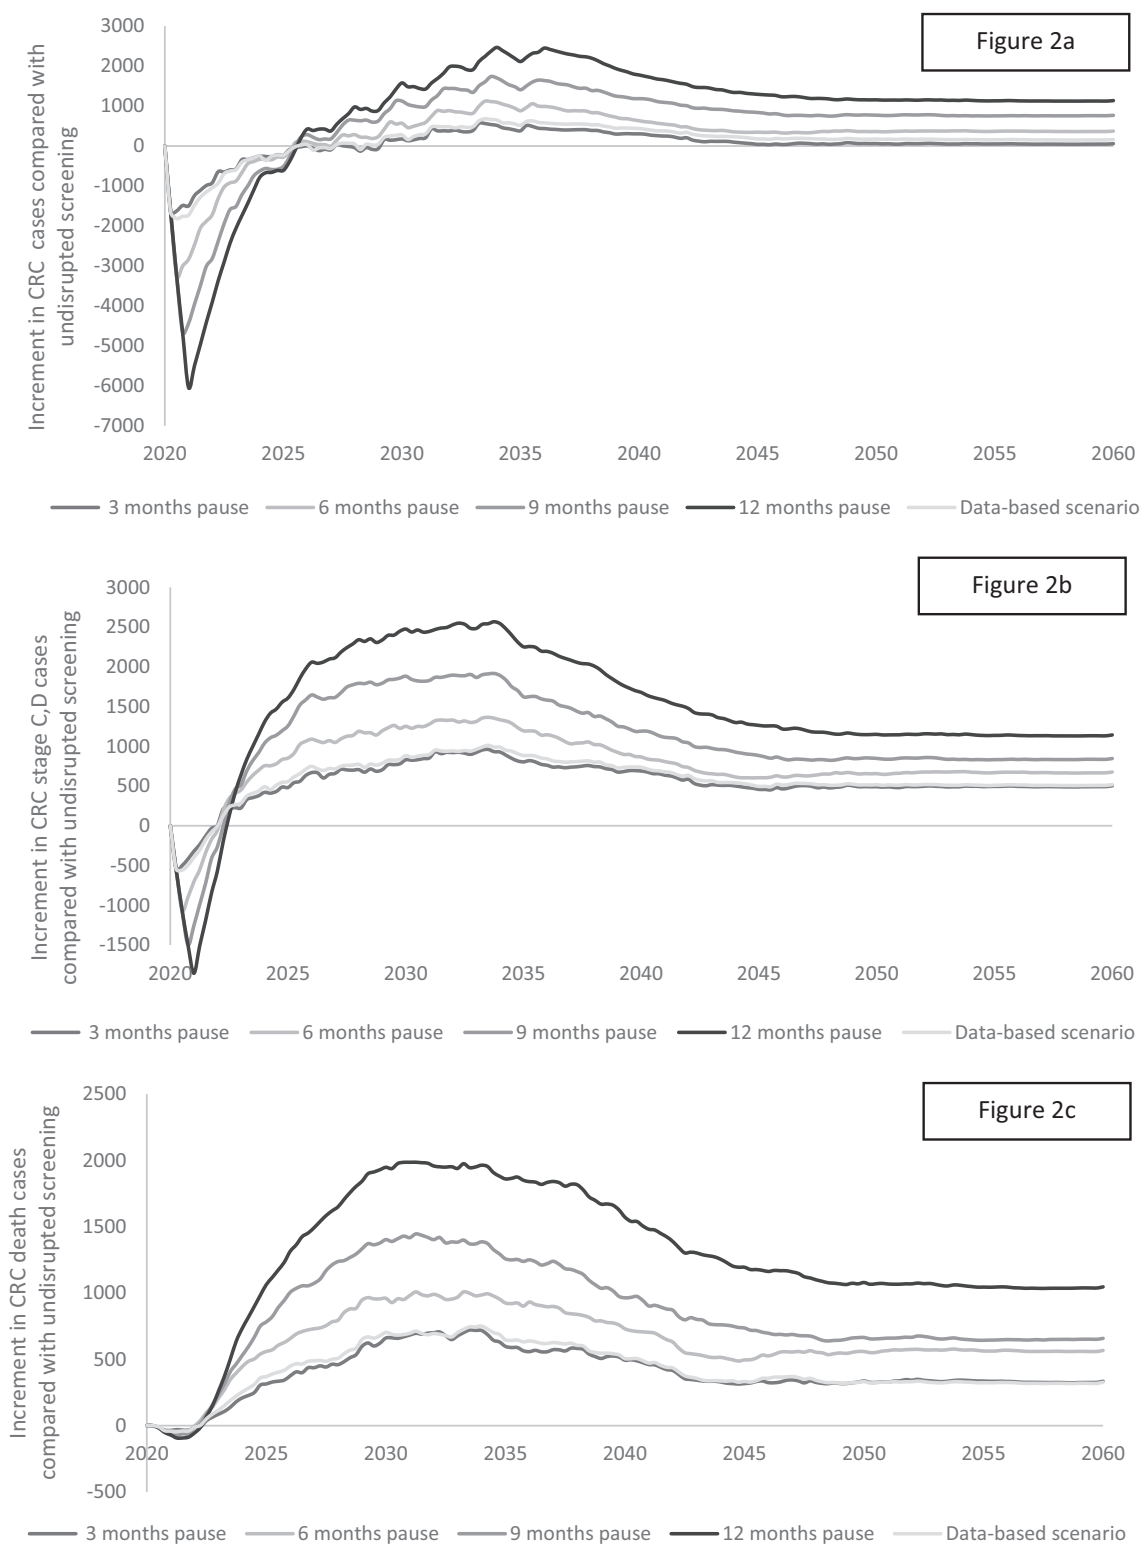 Figure 2a
Increment in CRC cases compared with
undisrupted screening
3000
2000
1000
0
-1000
-2000
-3000
-4000
-5000
-6000
-7000
2020 2025 2030 2035 2040 2045 2050 2055 2060
3 months pause 6 months pause 9 months pause 12 months pause Data-based scenario
Figure 2b
Increment in CRC stage C,D cases
compared with undisrupted screening
3000
2500
2000
1500
1000
500
0
-500
-1000
-1500
2020 2025 2030 2035 2040 2045 2050 2055 2060
3 months pause 6 months pause 9 months pause 12 months pause Data-based scenario
Figure 2c
Increment in CRC death cases
compared with undisrupted screening
2500
2000
1500
1000
500
0
-500
2020 2025 2030 2035 2040 2045 2050 2055 2060
3 months pause 6 months pause 9 months pause 12 months pause Data-based scenario